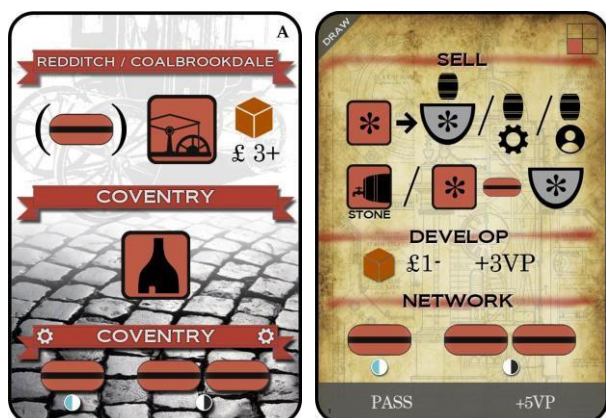 A
REDDITCH / COALBROOKDALE
( )
£ 3+
COVENTRY
COVENTRY
DRAW
SELL
* → * / /
STONE / * *
DEVELOP
£1- +3VP
NETWORK
PASS +5VP